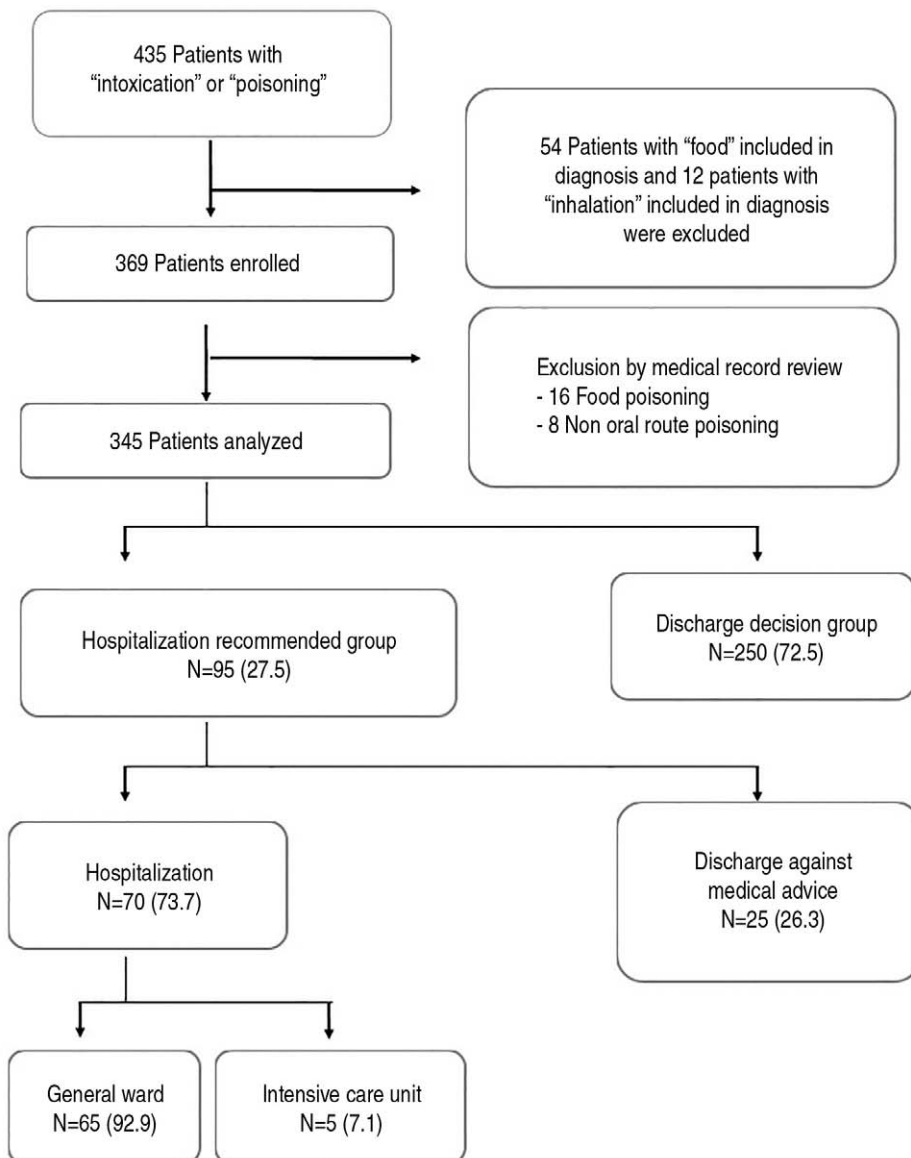 435 Patients with
“intoxication” or “poisoning”
54 Patients with “food” included in
diagnosis and 12 patients with
“inhalation” included in diagnosis
were excluded
369 Patients enrolled
Exclusion by medical record review
- 16 Food poisoning
- 8 Non oral route poisoning
345 Patients analyzed
Hospitalization recommended group
N=95 (27.5)
Discharge decision group
N=250 (72.5)
Hospitalization
N=70 (73.7)
Discharge against
medical advice
N=25 (26.3)
General ward
N=65 (92.9)
Intensive care unit
N=5 (7.1)